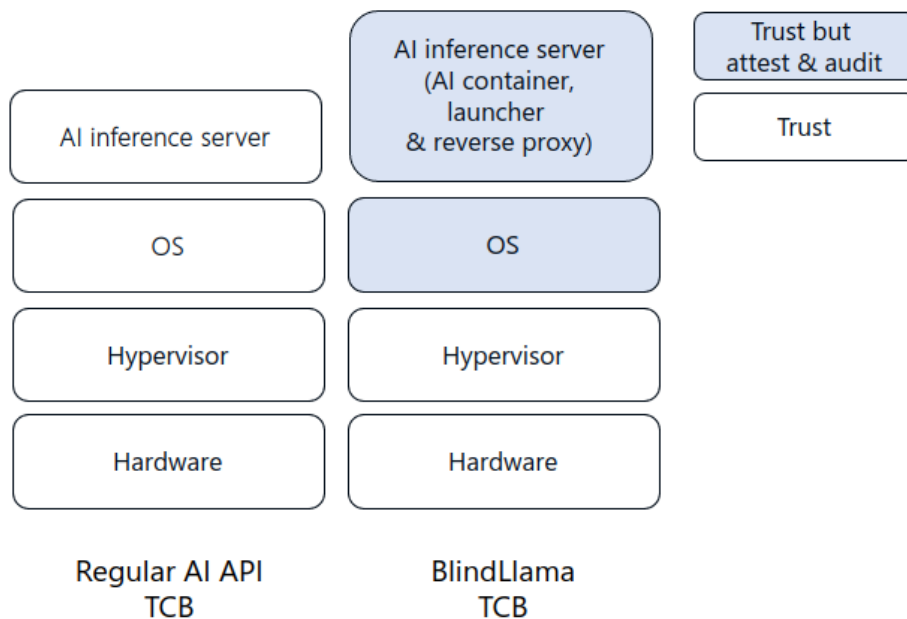 AI inference server
OS
Hypervisor
Hardware
Regular AI API
TCB
AI inference server
(AI container,
launcher
& reverse proxy)
OS
Hypervisor
Hardware
BlindLlama
TCB
Trust but
attest & audit
Trust